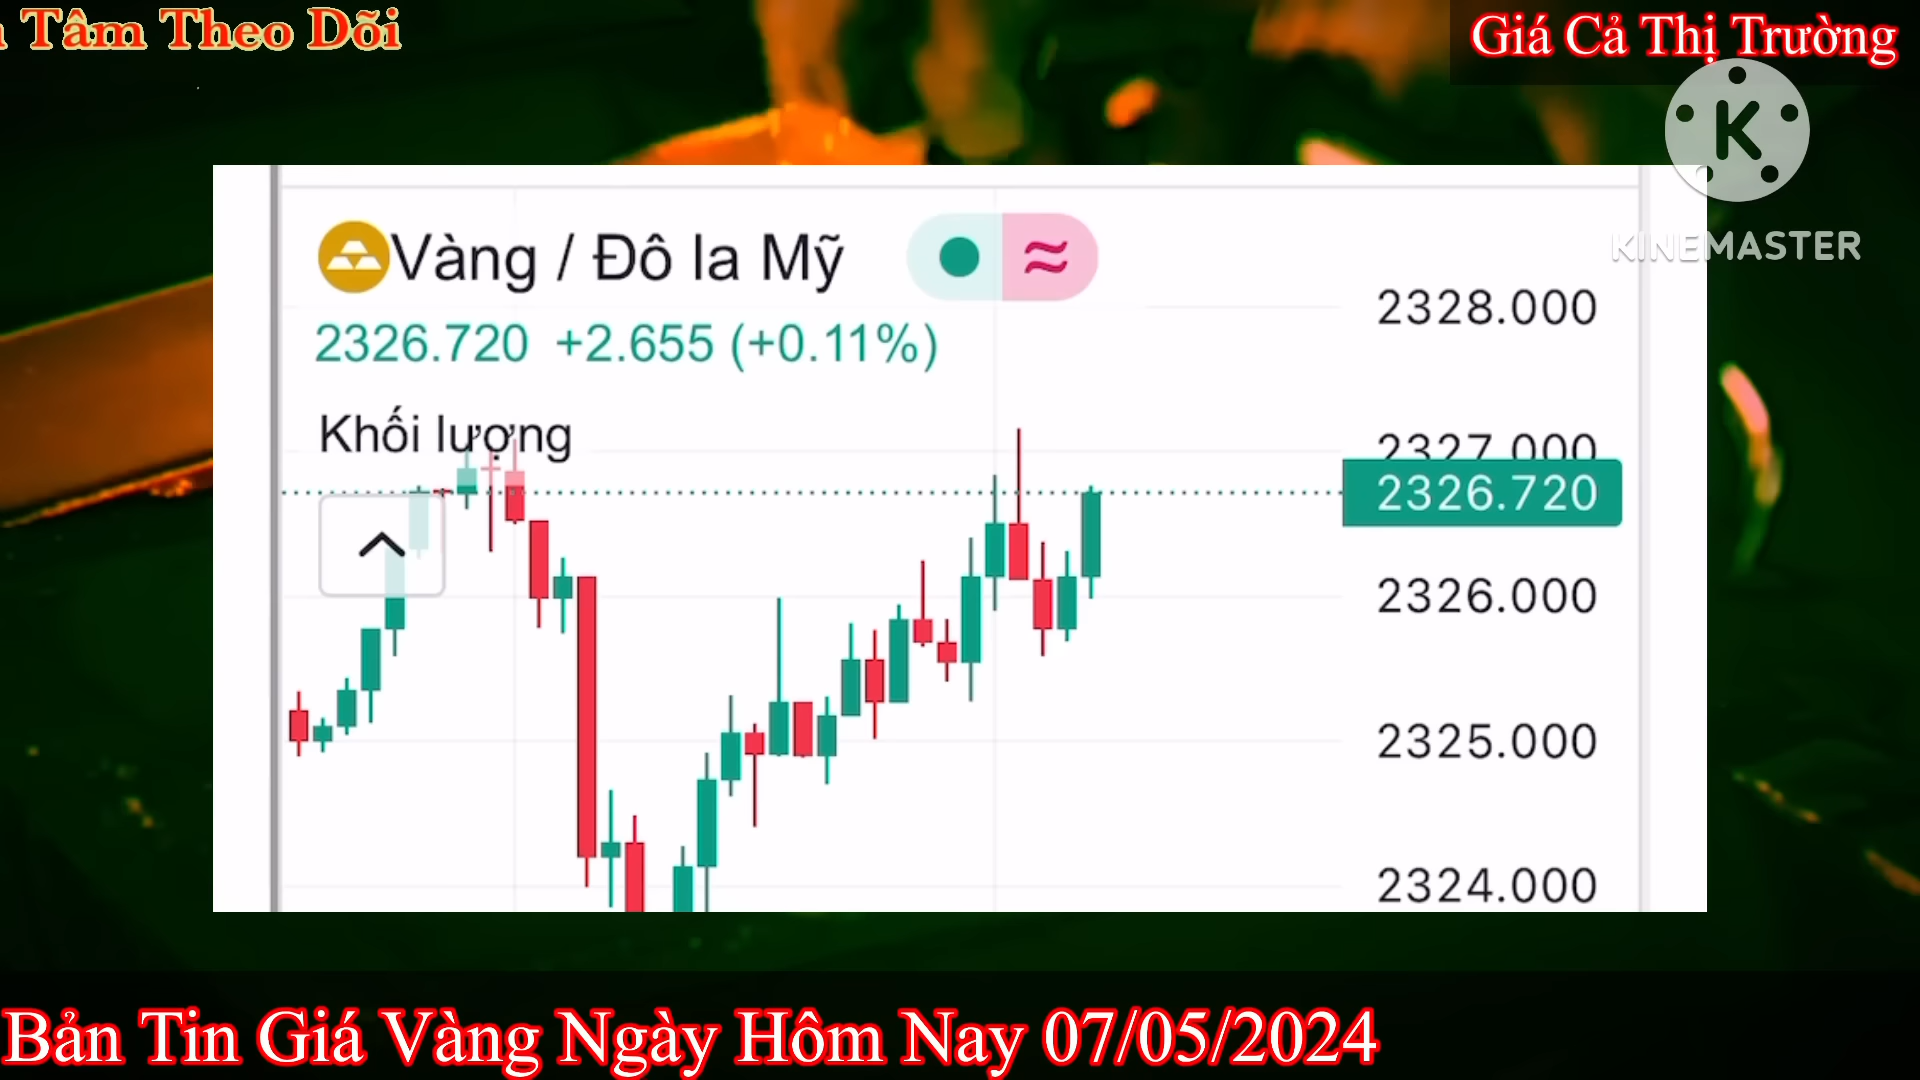 Tâm Theo Dõi
Giá Cả Thị Trường
K
KINEMASTER
Vàng / Đô la Mỹ
2326.720 +2.655 (+0.11%)
Khối lượng
2328.000
2327.000
2326.720
2326.000
2325.000
2324.000
Bản Tin Giá Vàng Ngày Hôm Nay 07/05/2024